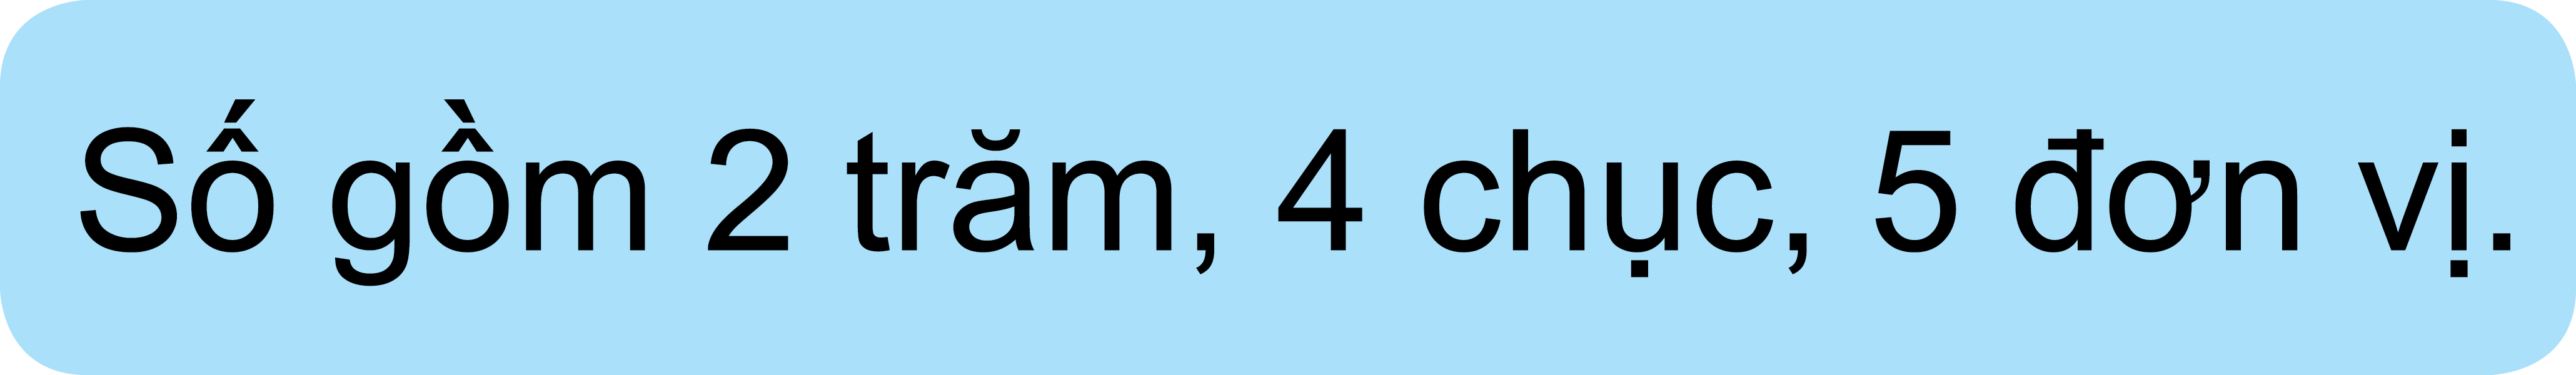 Số gồm 2 trăm, 4 chục, 5 đơn vị.